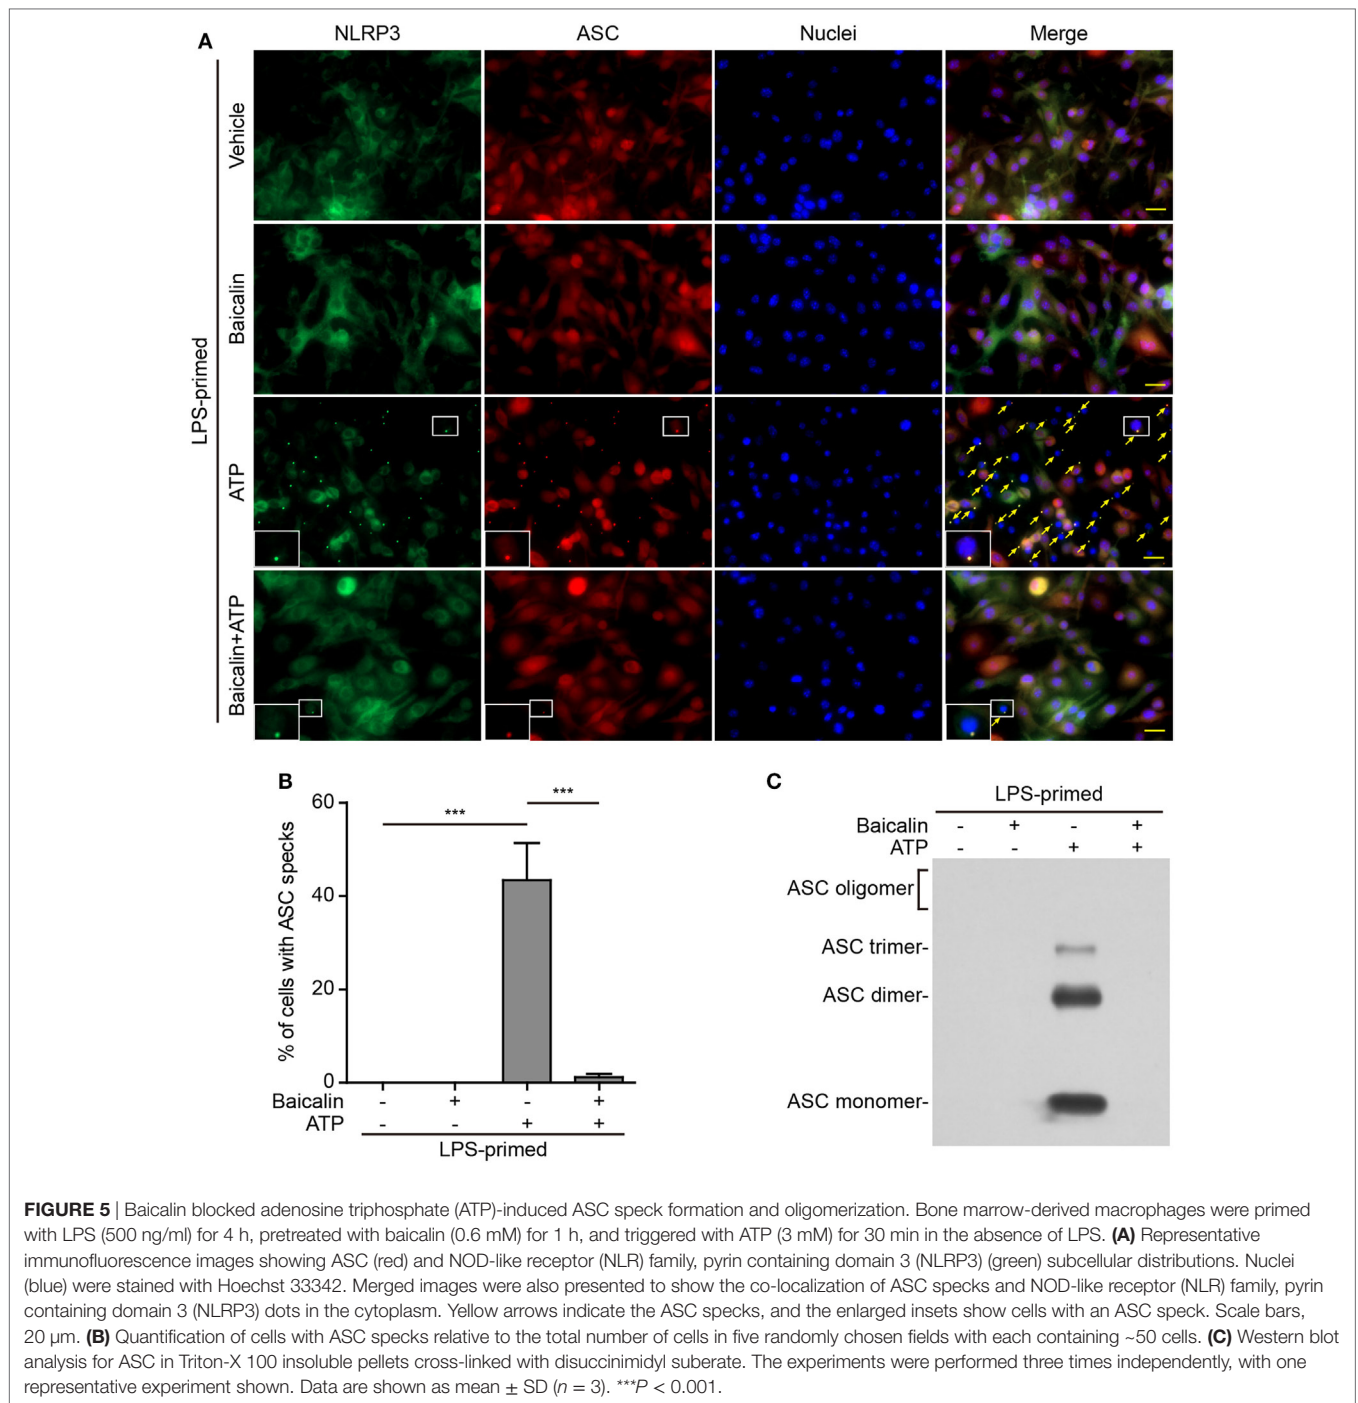 A
NLRP3 ASC Nuclei Merge
LPS-primed
Vehicle
Baicalin
ATP
Baicalin+ATP
B
% of cells with ASC specks
60
***
***
40
20
0
Baicalin - + - +
ATP - - + +
LPS-primed
C
LPS-primed
Baicalin - + - +
ATP - - + +
ASC oligomer
ASC trimer-
ASC dimer-
ASC monomer-
FIGURE 5 | Baicalin blocked adenosine triphosphate (ATP)-induced ASC speck formation and oligomerization. Bone marrow-derived macrophages were primed
with LPS (500 ng/ml) for 4 h, pretreated with baicalin (0.6 mM) for 1 h, and triggered with ATP (3 mM) for 30 min in the absence of LPS. (A) Representative
immunofluorescence images showing ASC (red) and NOD-like receptor (NLR) family, pyrin containing domain 3 (NLRP3) (green) subcellular distributions. Nuclei
(blue) were stained with Hoechst 33342. Merged images were also presented to show the co-localization of ASC specks and NOD-like receptor (NLR) family, pyrin
containing domain 3 (NLRP3) dots in the cytoplasm. Yellow arrows indicate the ASC specks, and the enlarged insets show cells with an ASC speck. Scale bars,
20 µm. (B) Quantification of cells with ASC specks relative to the total number of cells in five randomly chosen fields with each containing ~50 cells. (C) Western blot
analysis for ASC in Triton-X 100 insoluble pellets cross-linked with disuccinimidyl suberate. The experiments were performed three times independently, with one
representative experiment shown. Data are shown as mean ± SD (n = 3). ***P < 0.001.